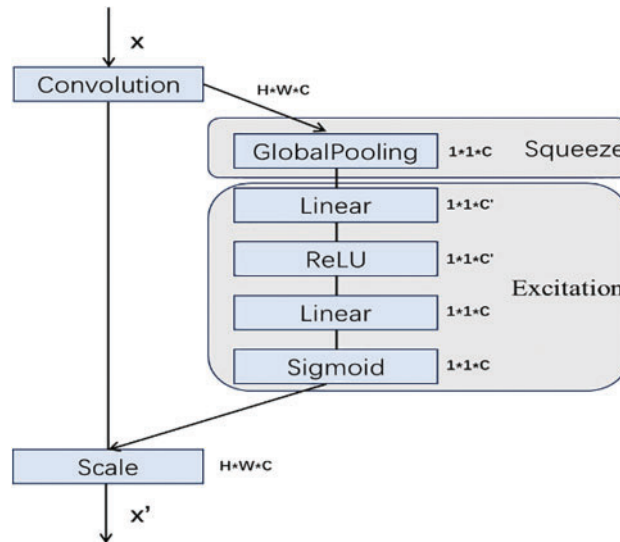 X
Convolution
H*W*C
GlobalPooling 1*1*C Squeeze
Linear 1*1*C'
ReLU 1*1*C'
Excitation
Linear 1*1*C
Sigmoid 1*1*C
Scale H*W*C
X'